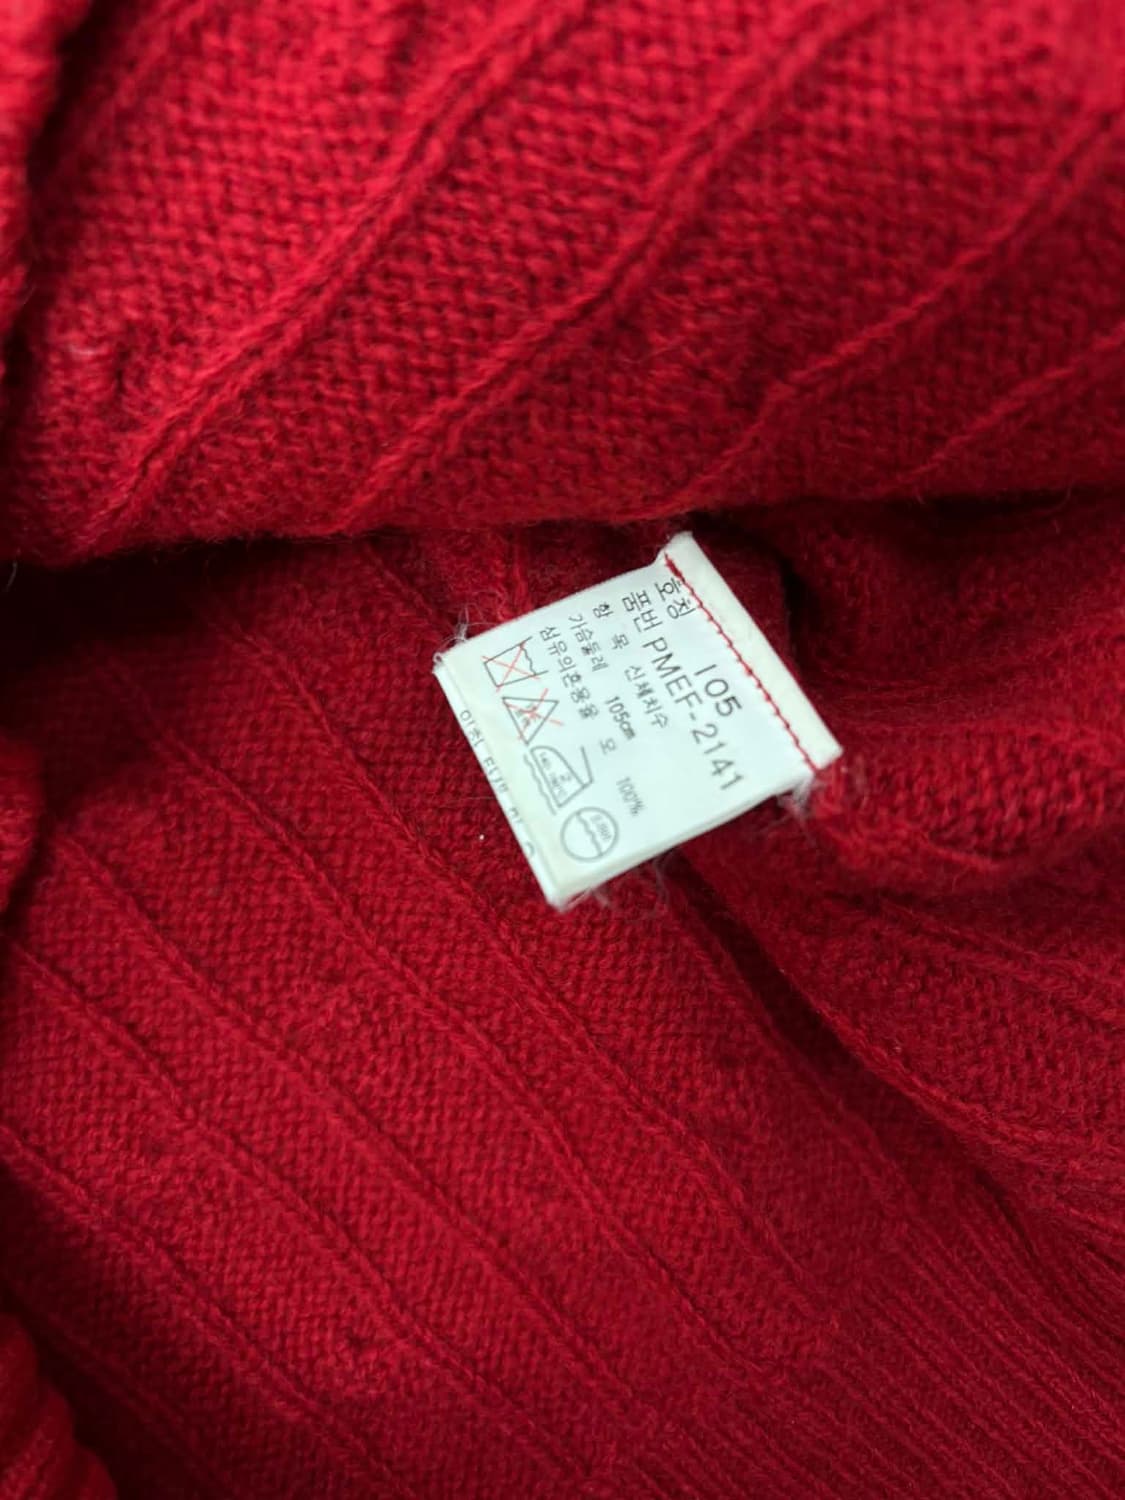 호칭 105
품번 PMEF-2141
항 목 신체치수
가슴둘레 105cm
섬유의혼용율 모 100%